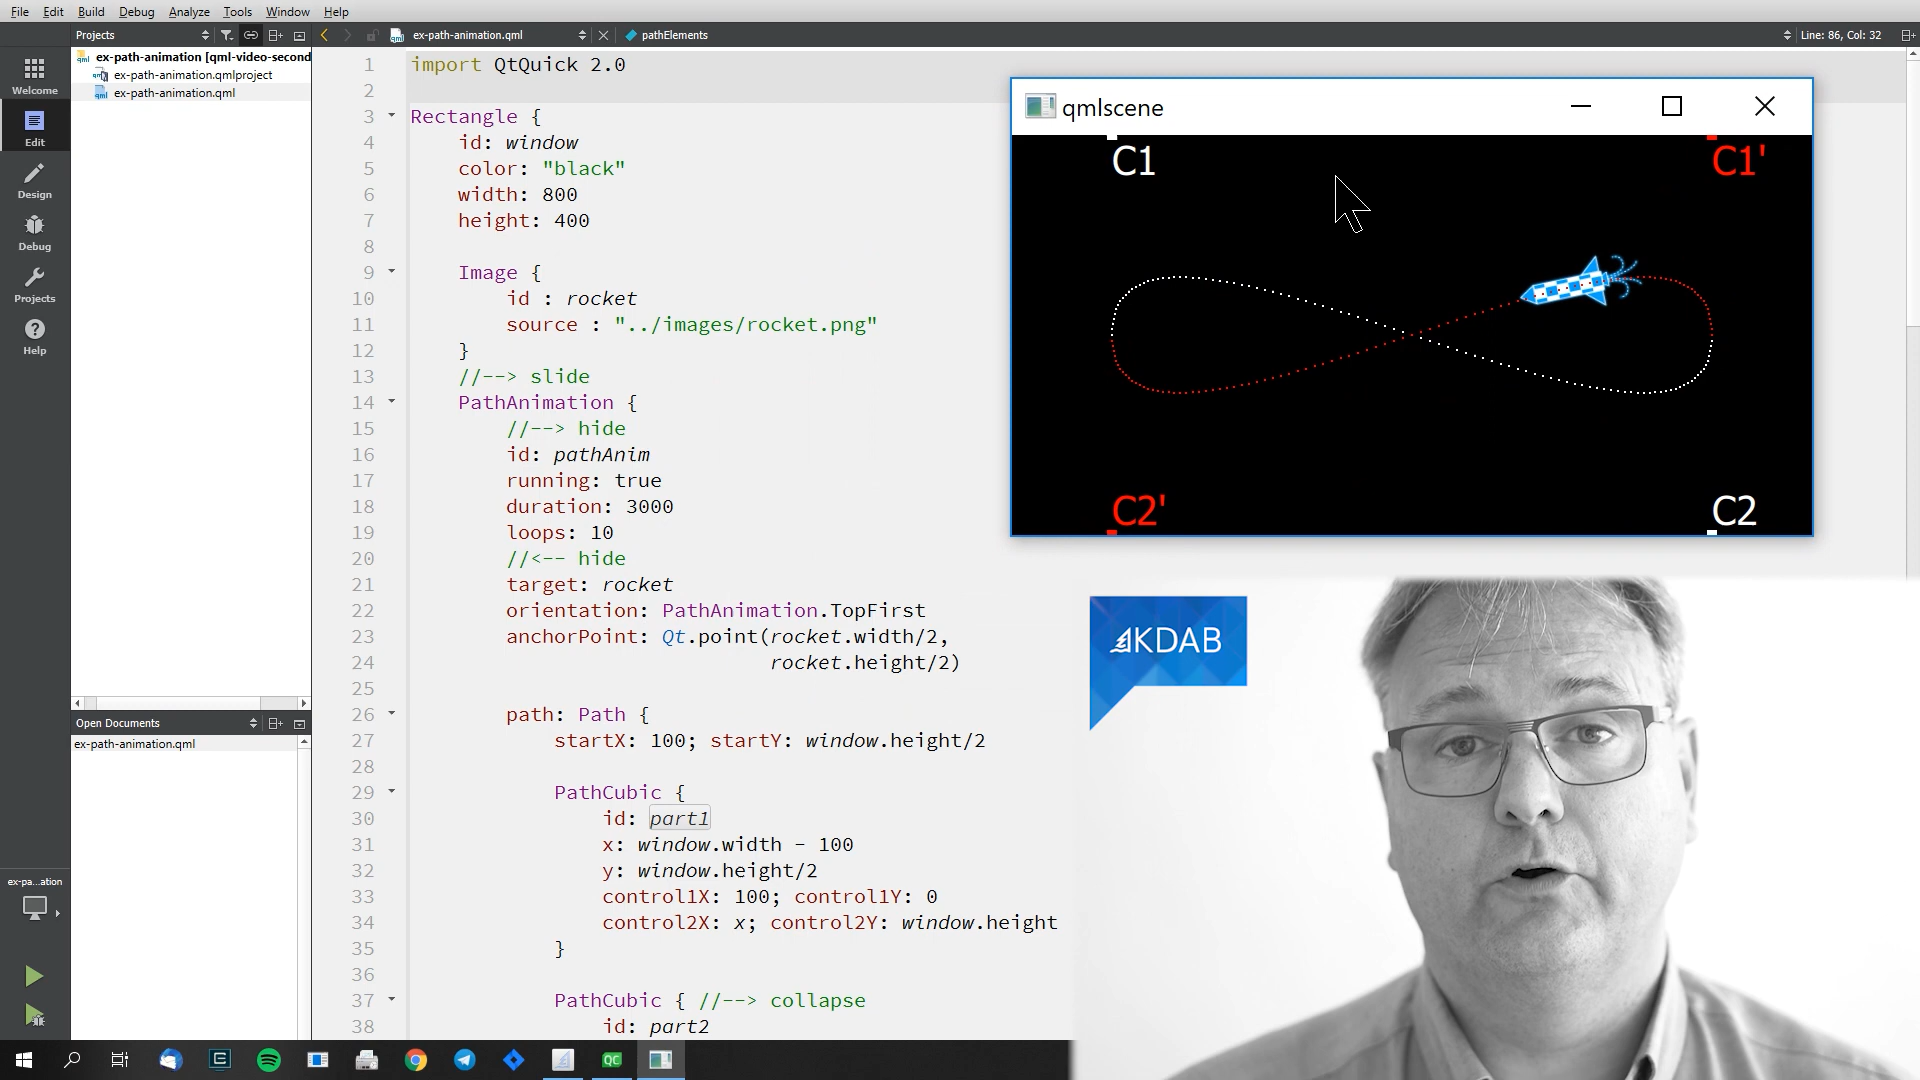 File Edit Build Debug Analyze Tools Window Help
Projects
ex-path-animation.qml
pathElements
Line: 86, Col: 32
ex-path-animation [qml-video-second
ex-path-animation.qmlproject
ex-path-animation.qml
Welcome
Edit
Design
Debug
Projects
Help
1 import QtQuick 2.0
2
3 Rectangle {
4 id: window
5 color: "black"
6 width: 800
7 height: 400
8
9 Image {
10 id : rocket
11 source : "../images/rocket.png"
12 }
13 //--> slide
14 PathAnimation {
15 //--> hide
16 id: pathAnim
17 running: true
18 duration: 3000
19 loops: 10
20 //<-- hide
21 target: rocket
22 orientation: PathAnimation.TopFirst
23 anchorPoint: Qt.point(rocket.width/2,
24 rocket.height/2)
25
26 path: Path {
27 startX: 100; startY: window.height/2
28
29 PathCubic {
30 id: part1
31 x: window.width - 100
32 y: window.height/2
33 control1X: 100; control1Y: 0
34 control2X: x; control2Y: window.height
35 }
36
37 PathCubic { //--> collapse
38 id: part2
qmlscene
C1
C1'
C2'
C2
KDAB
Open Documents
ex-path-animation.qml
ex-pa...ation
QC